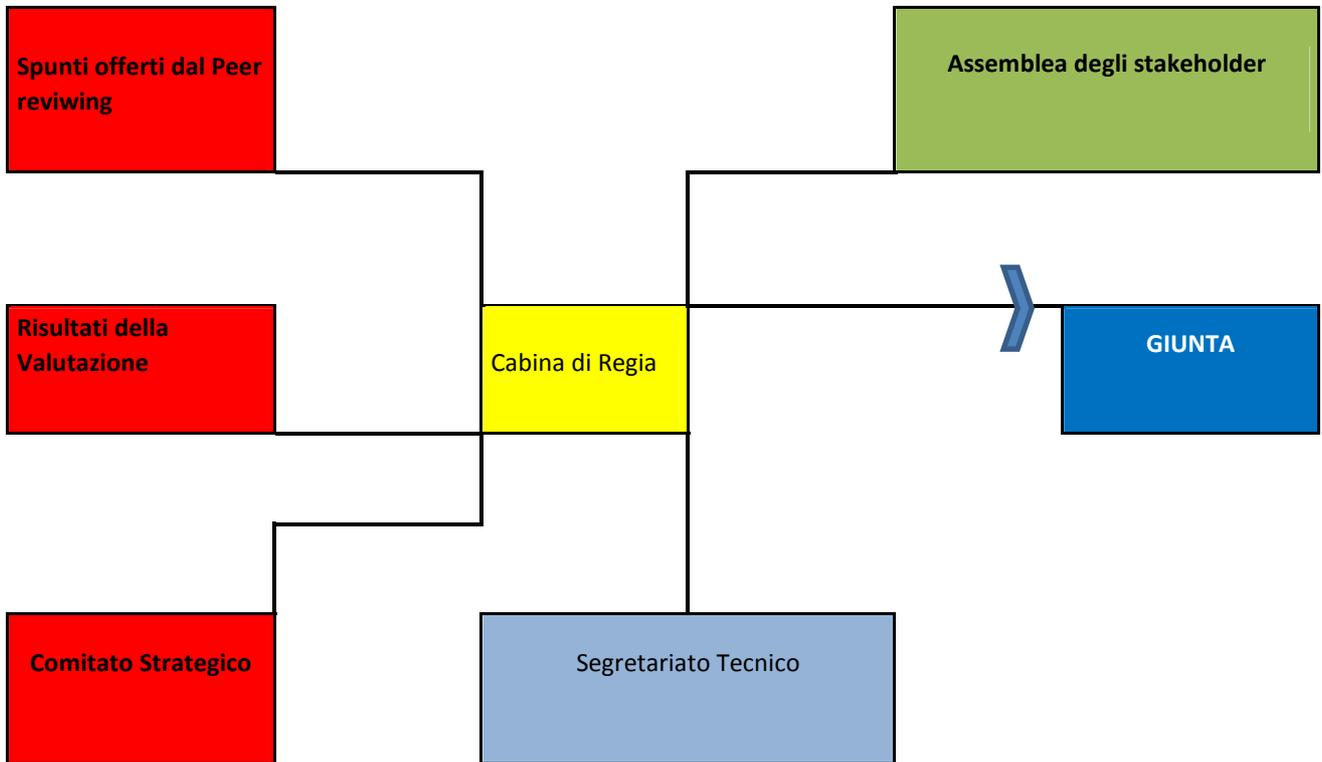 Spunti offerti dal Peer
reviwing
Assemblea degli stakeholder
Risultati della
Valutazione
Cabina di Regia
GIUNTA
Comitato Strategico
Segretariato Tecnico